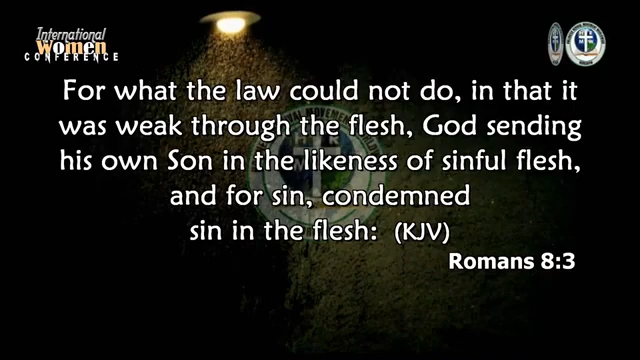 International
women
CONFERENCE
For what the law could not do, in that it
was weak through the flesh, God sending
his own Son in the likeness of sinful flesh,
and for sin, condemned
sin in the flesh: (KJV)
Romans 8:3